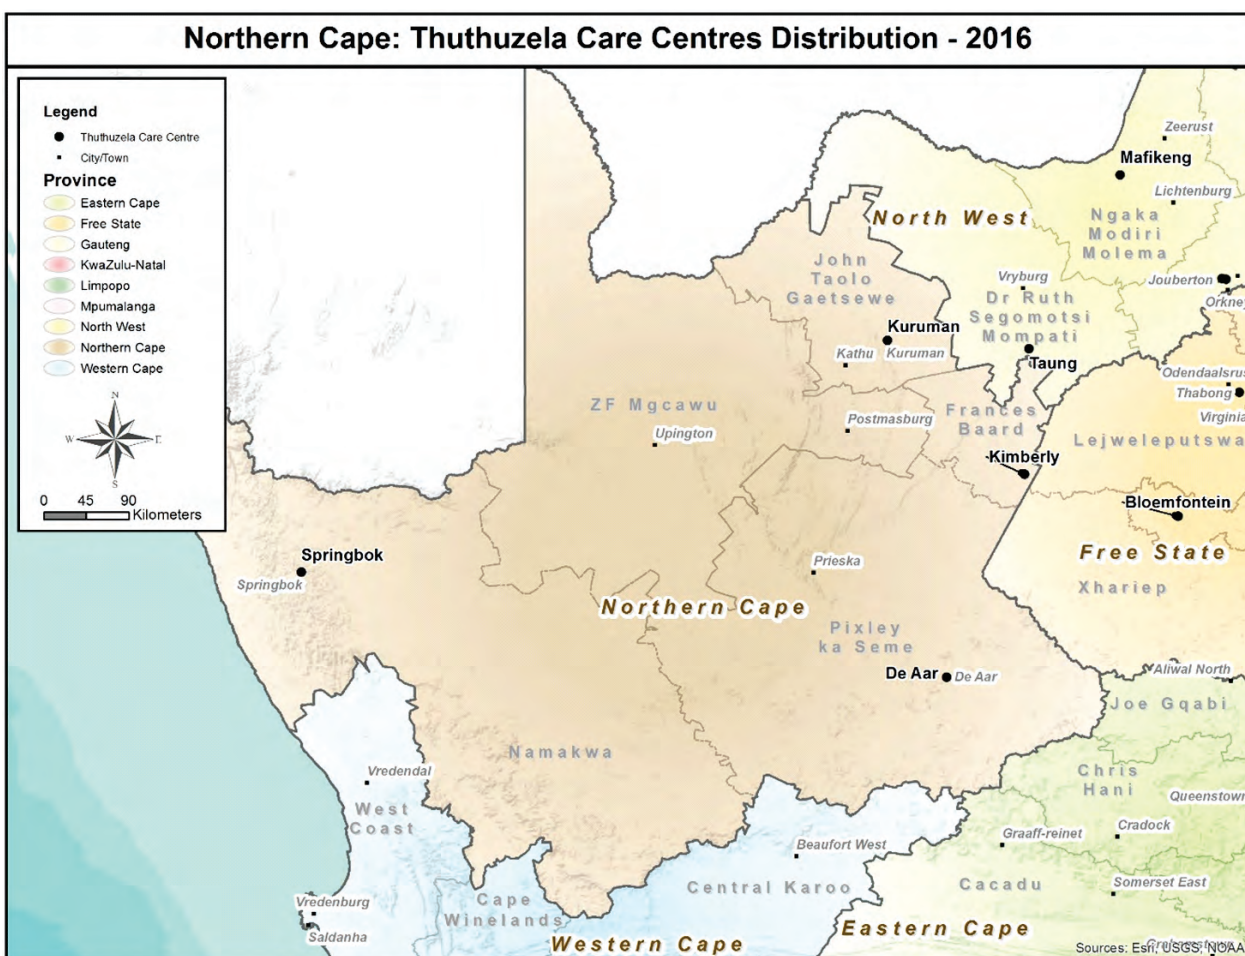 Northern Cape: Thuthuzela Care Centres Distribution - 2016
Legend
Thuthuzela Care Centre
City/Town
Province
Eastern Cape
Free State
Gauteng
KwaZulu-Natal
Limpopo
Mpumalanga
North West
Northern Cape
Western Cape
N
W
E
S
0 45 90
Kilometers
Zeerust
Mafikeng
Lichtenburg
North West
Ngaka
Modiri
Molema
John
Taolo
Gaetsewe
Vryburg
Jouberton
Dr Ruth
Segomotsi
Mompati
Orkney
Kuruman
Kathu
Kuruman
Taung
Odendaalsrus
Thabong
Virginia
ZF Mgcawu
Upington
Postmasburg
Frances
Baard
Lejweleputswa
Kimberly
Bloemfontein
Free State
Springbok
Springbok
Prieska
Xhariep
Northern Cape
Pixley
ka Seme
De Aar
De Aar
Aliwal North
Joe Gqabi
Namakwa
Vredendal
West
Coast
Chris
Hani
Queenstown
Graaff-reinet
Cradock
Beaufort West
Central Karoo
Cacadu
Somerset East
Vredenburg
Saldanha
Cape
Winelands
Western Cape
Eastern Cape
Sources: Esri, USGS, NOAA